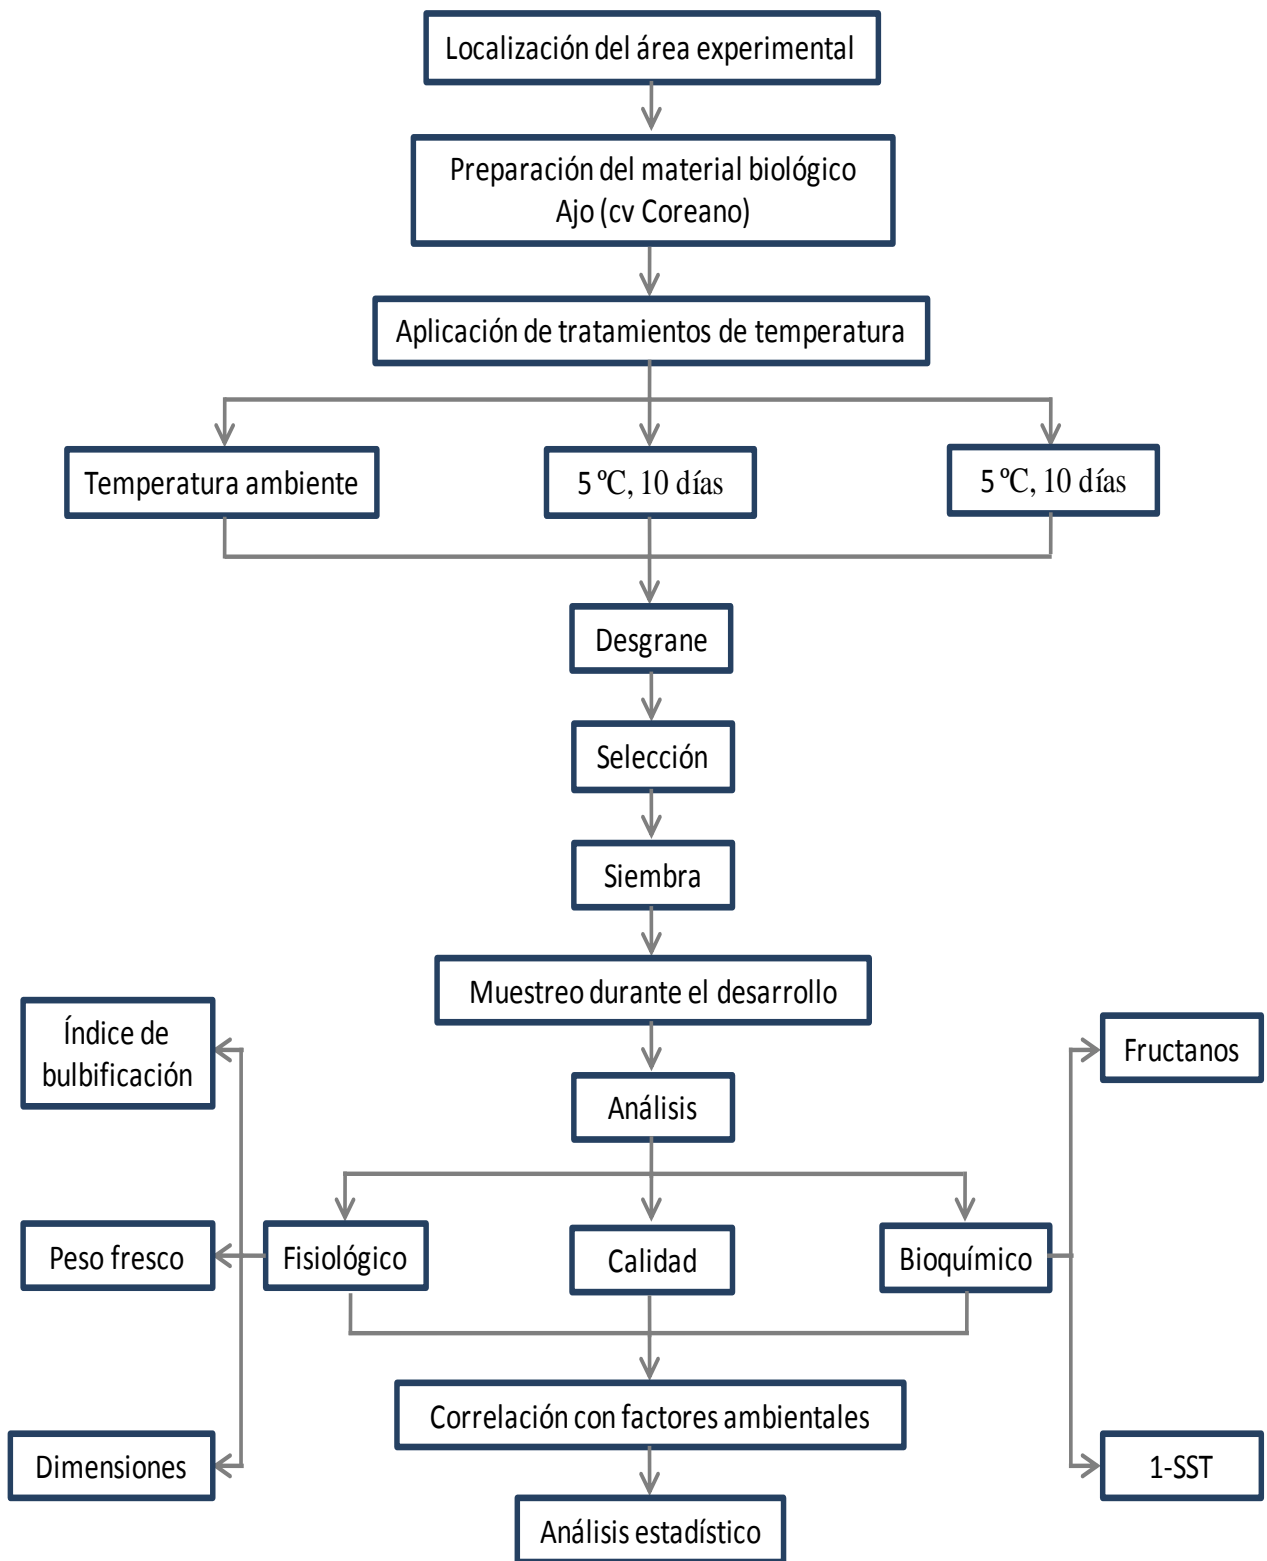 Localización del área experimental
Preparación del material biológico
Ajo (cv Coreano)
Aplicación de tratamientos de temperatura
Temperatura ambiente
5 ºC, 10 días
5 ºC, 10 días
Desgrane
Selección
Siembra
Muestreo durante el desarrollo
Índice de
bulbificación
Fructanos
Análisis
Peso fresco
Fisiológico
Calidad
Bioquímico
Correlación con factores ambientales
Dimensiones
1-SST
Análisis estadístico